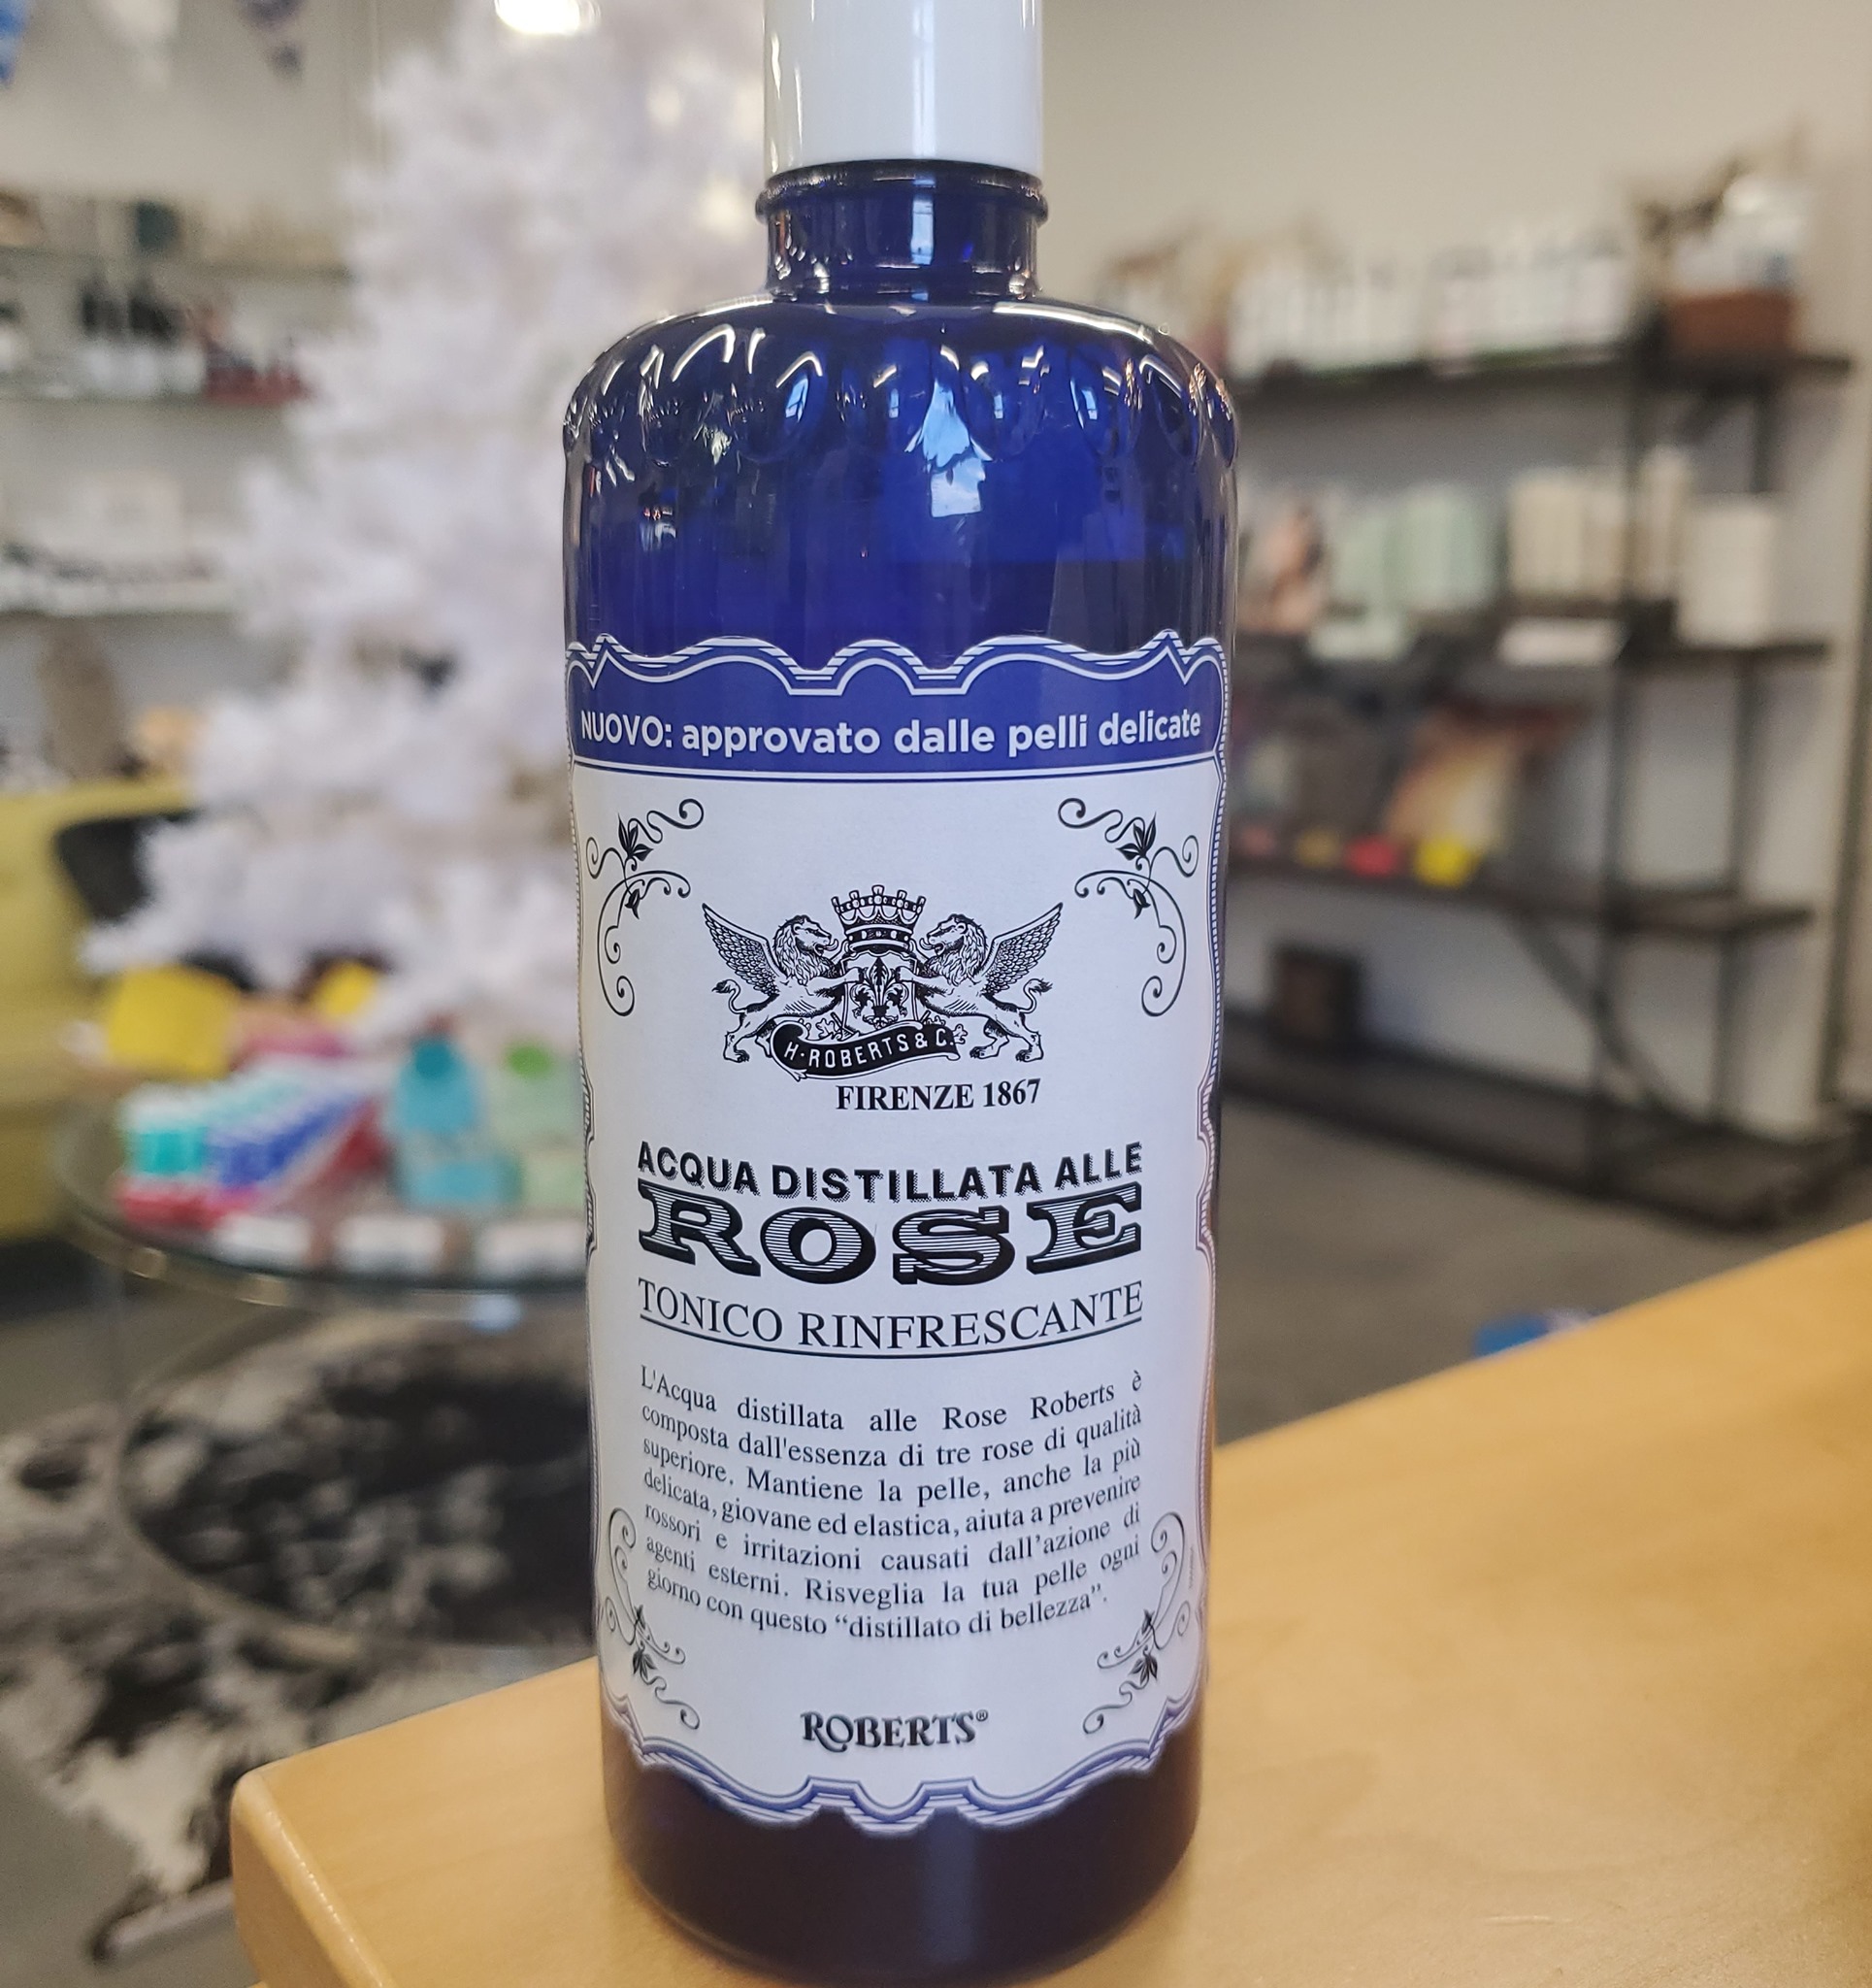 NUOVO: approvato dalle pelli delicate
H·ROBERTS & C.
FIRENZE 1867
ACQUA DISTILLATA ALLE
ROSE
TONICO RINFRESCANTE
L'Acqua distillata alle Rose Roberts è
composta dall'essenza di tre rose di qualità
superiore. Mantiene la pelle, anche la più
delicata, giovane ed elastica, aiuta a prevenire
rossori e irritazioni causati dall’azione di
agenti esterni. Risveglia la tua pelle ogni
giorno con questo “distillato di bellezza”.
ROBERTS®